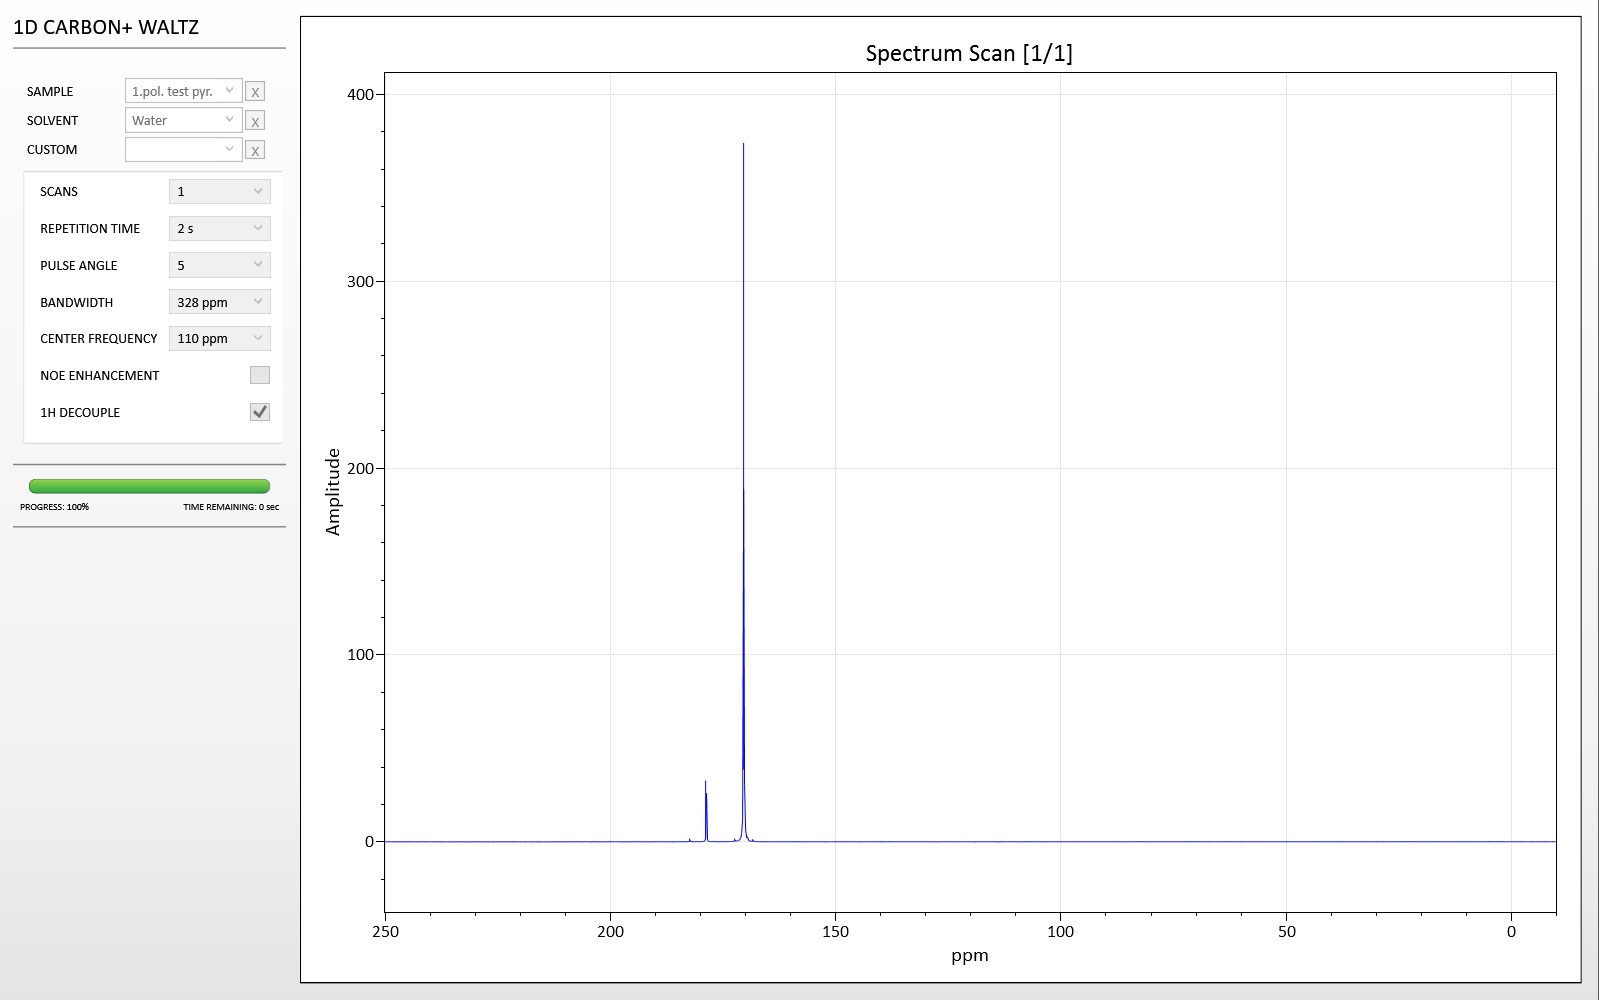 1D CARBON+ WALTZ
SAMPLE 1.pol. test pyr. X
SOLVENT Water X
CUSTOM X
SCANS 1
REPETITION TIME 2 s
PULSE ANGLE 5
BANDWIDTH 328 ppm
CENTER FREQUENCY 110 ppm
NOE ENHANCEMENT
1H DECOUPLE
PROGRESS: 100% TIME REMAINING: 0 sec
Spectrum Scan [1/1]
Amplitude
400
300
200
100
0
250 200 150 100 50 0
ppm